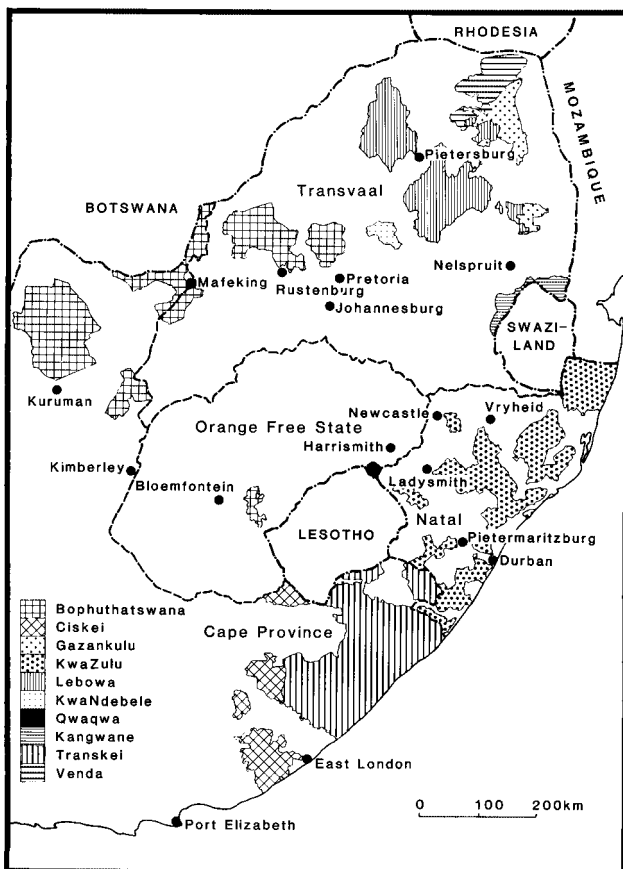 RHODESIA
MOZAMBIQUE
Pietersburg
Transvaal
BOTSWANA
Nelspruit
Mafeking
Rustenburg
Pretoria
Johannesburg
SWAZI-
LAND
Kuruman
Newcastle
Vryheid
Orange Free State
Harrismith
Kimberley
Bloemfontein
Ladysmith
LESOTHO
Natal
Pietermaritzburg
Durban
Bophuthatswana
Ciskei
Gazankulu
KwaZulu
Lebowa
KwaNdebele
Qwaqwa
Kangwane
Transkei
Venda
Cape Province
East London
Port Elizabeth
0 100 200km